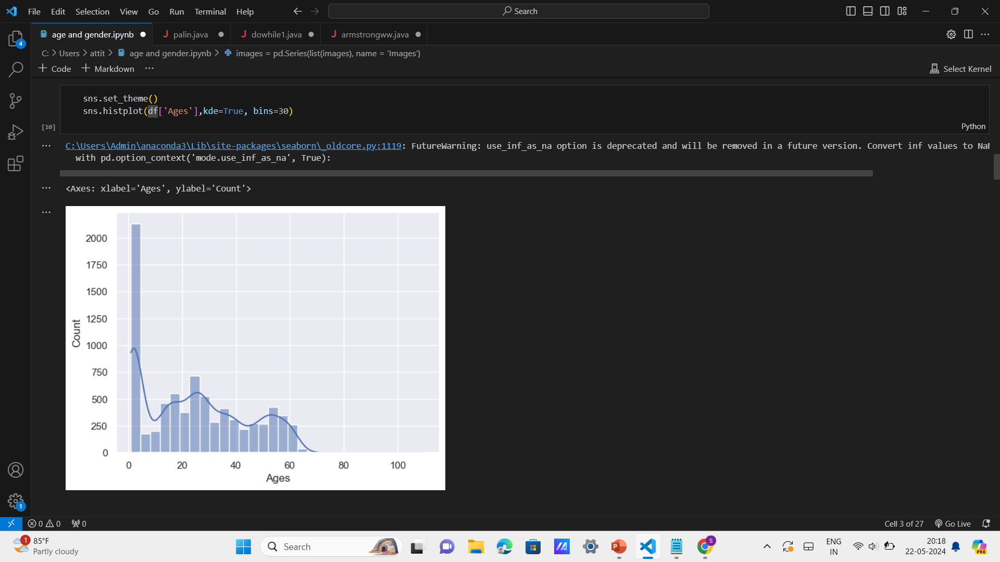 File Edit Selection View Go Run Terminal Help
Search
age and gender.ipynb
palin.java
dowhile1.java
armstrongww.java
4
C: > Users > attit > age and gender.ipynb > images = pd.Series(list(images), name = 'Images')
+ Code + Markdown ···
Select Kernel
sns.set_theme()
sns.histplot(df['Ages'],kde=True, bins=30)
[10]
Python
C:\Users\Admin\anaconda3\Lib\site-packages\seaborn\_oldcore.py:1119: FutureWarning: use_inf_as_na option is deprecated and will be removed in a future version. Convert inf values to NaN
with pd.option_context('mode.use_inf_as_na', True):
<Axes: xlabel='Ages', ylabel='Count'>
2000
1750
1500
1250
1000
750
500
250
0
Count
0 20 40 60 80 100
Ages
1
0 0 0
Cell 3 of 27
Go Live
1
85°F
Partly cloudy
Search
P
S
ENG
IN
20:18
22-05-2024
PRE